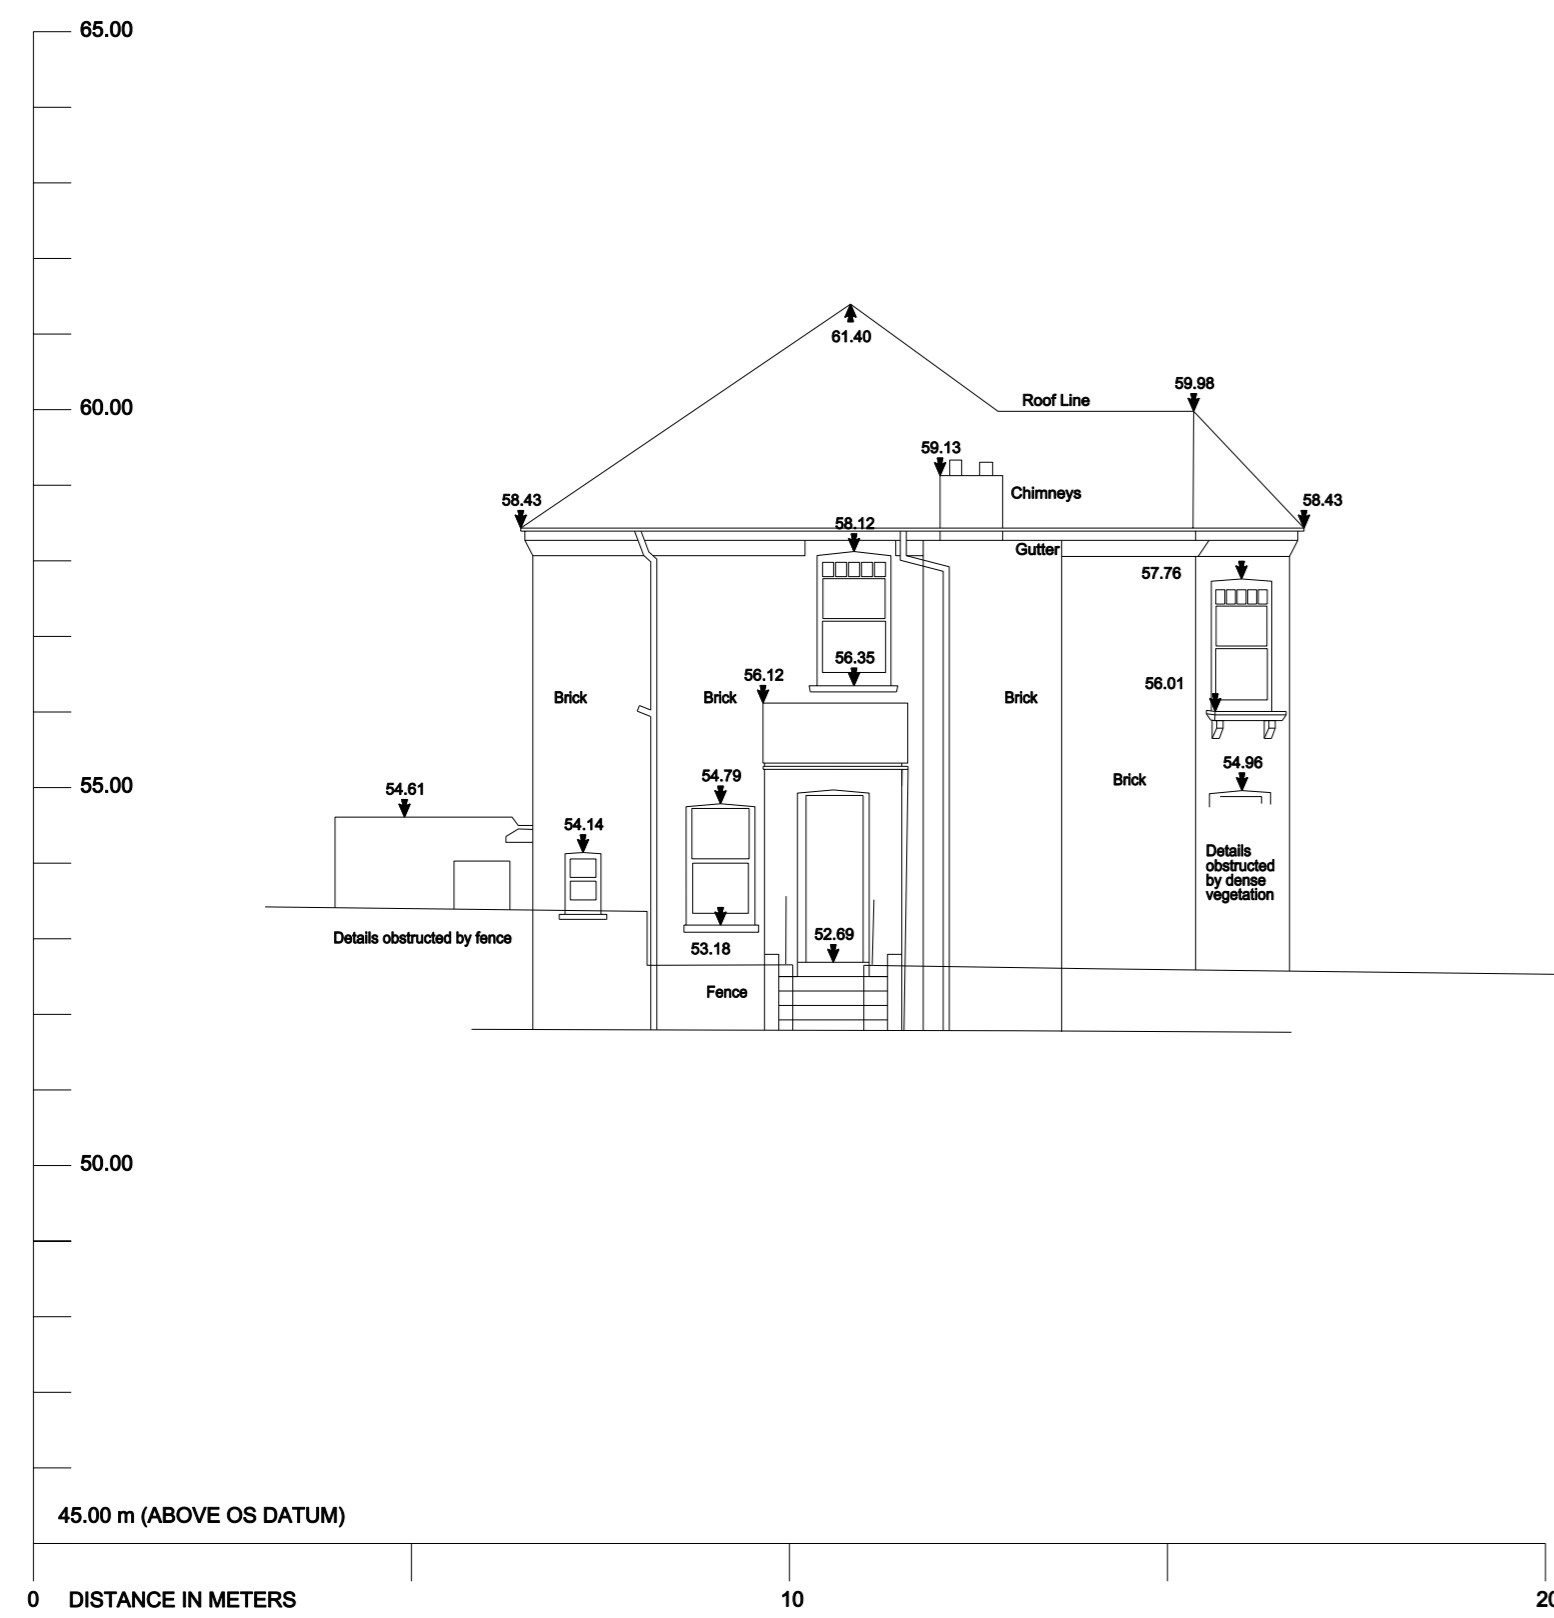 65.00
61.40
59.98
Roof Line
60.00
59.13
58.43
Chimneys
58.43
58.12
Gutter
57.76
56.35
56.12
56.01
Brick
Brick
Brick
54.96
54.79
Brick
55.00
54.61
54.14
Details
obstructed
by dense
vegetation
Details obstructed by fence
52.69
53.18
Fence
50.00
45.00 m (ABOVE OS DATUM)
0 DISTANCE IN METERS
10